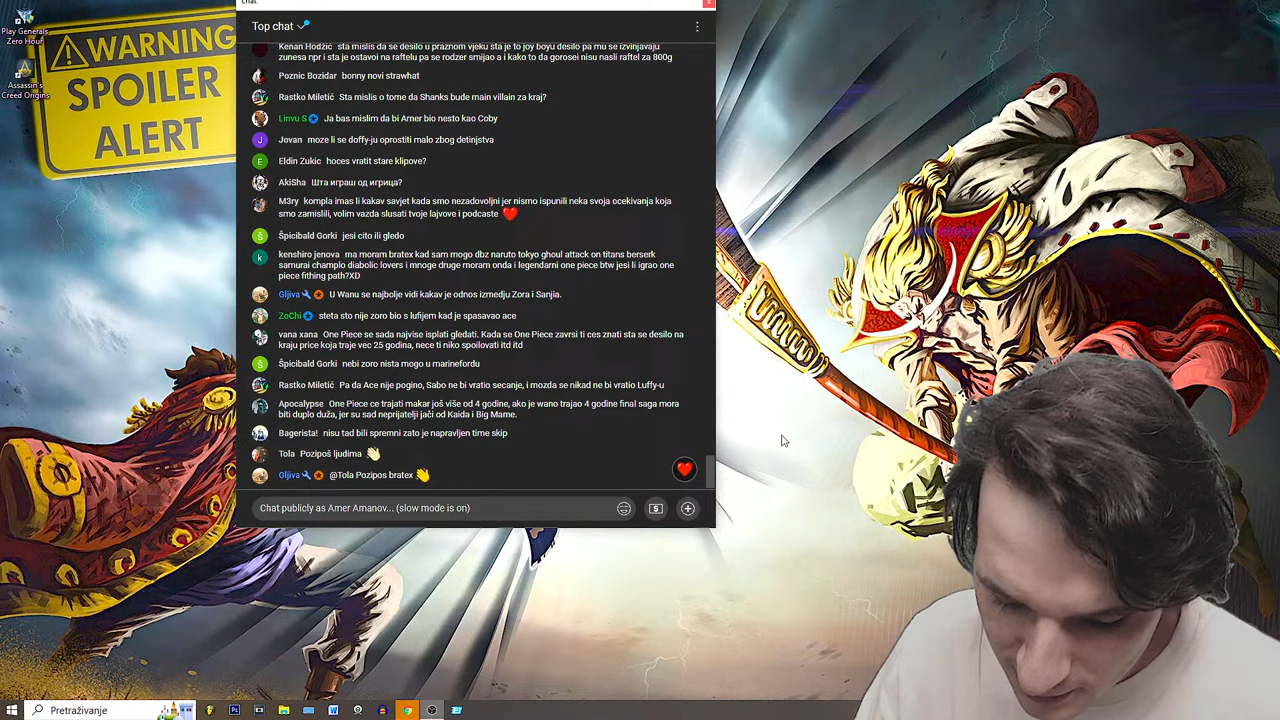 Play Generals
Zero Hour
Assassin's
Creed Origins
WARNING
SPOILER
ALERT
chat
Top chat
Kenan Hodžić sta mislis da se desilo u praznom vjeku sta je to joy boyu desilo pa mu se izvinjavaju
zunesa npr i sta je ostavoi na raftelu pa se rodzer smijao a i kako to da gorosei nisu nasli raftel za 800g
Poznic Bozidar bonny novi strawhat
Rastko Miletić Sta mislis o tome da Shanks bude main villain za kraj?
Linvu S Ja bas mislim da bi Amer bio nesto kao Coby
J Jovan moze li se doffy-ju oprostiti malo zbog detinjstva
E Eldin Zukic hoces vratit stare klipove?
AkiSha Шта играш од игрица?
M3ry kompla imas li kakav savjet kada smo nezadovoljni jer nismo ispunili neka svoja ocekivanja koja
smo zamislili, volim vazda slusati tvoje lajvove i podcaste ❤️
Š Špicibald Gorki jesi cito ili gledo
k kenshiro jenova ma moram bratex kad sam mogo dbz naruto tokyo ghoul attack on titans berserk
samurai champlo diabolic lovers i mnoge druge moram onda i legendarni one piece btw jesi li igrao one
piece fithing path?XD
Gljiva U Wanu se najbolje vidi kakav je odnos izmedju Zora i Sanjia.
ZoChi steta sto nije zoro bio s lufijem kad je spasavao ace
vana xana One Piece se sada najvise isplati gledati. Kada se One Piece zavrsi ti ces znati sta se desilo na
kraju price koja traje vec 25 godina, nece ti niko spoilovati itd itd
Š Špicibald Gorki nebi zoro nista mogo u marinefordu
Rastko Miletić Pa da Ace nije pogino, Sabo ne bi vratio secanje, i mozda se nikad ne bi vratio Luffy-u
Apocalypse One Piece ce trajati makar još više od 4 godine, ako je wano trajao 4 godine final saga mora
biti duplo duža, jer su sad neprijatelji jači od Kaida i Big Mame.
Bagerista! nisu tad bili spremni zato je napravljen time skip
Tola Pozipoš ljudima 👏
Gljiva @Tola Pozipos bratex 👏
Chat publicly as Amer Amanov... (slow mode is on)
Pretraživanje